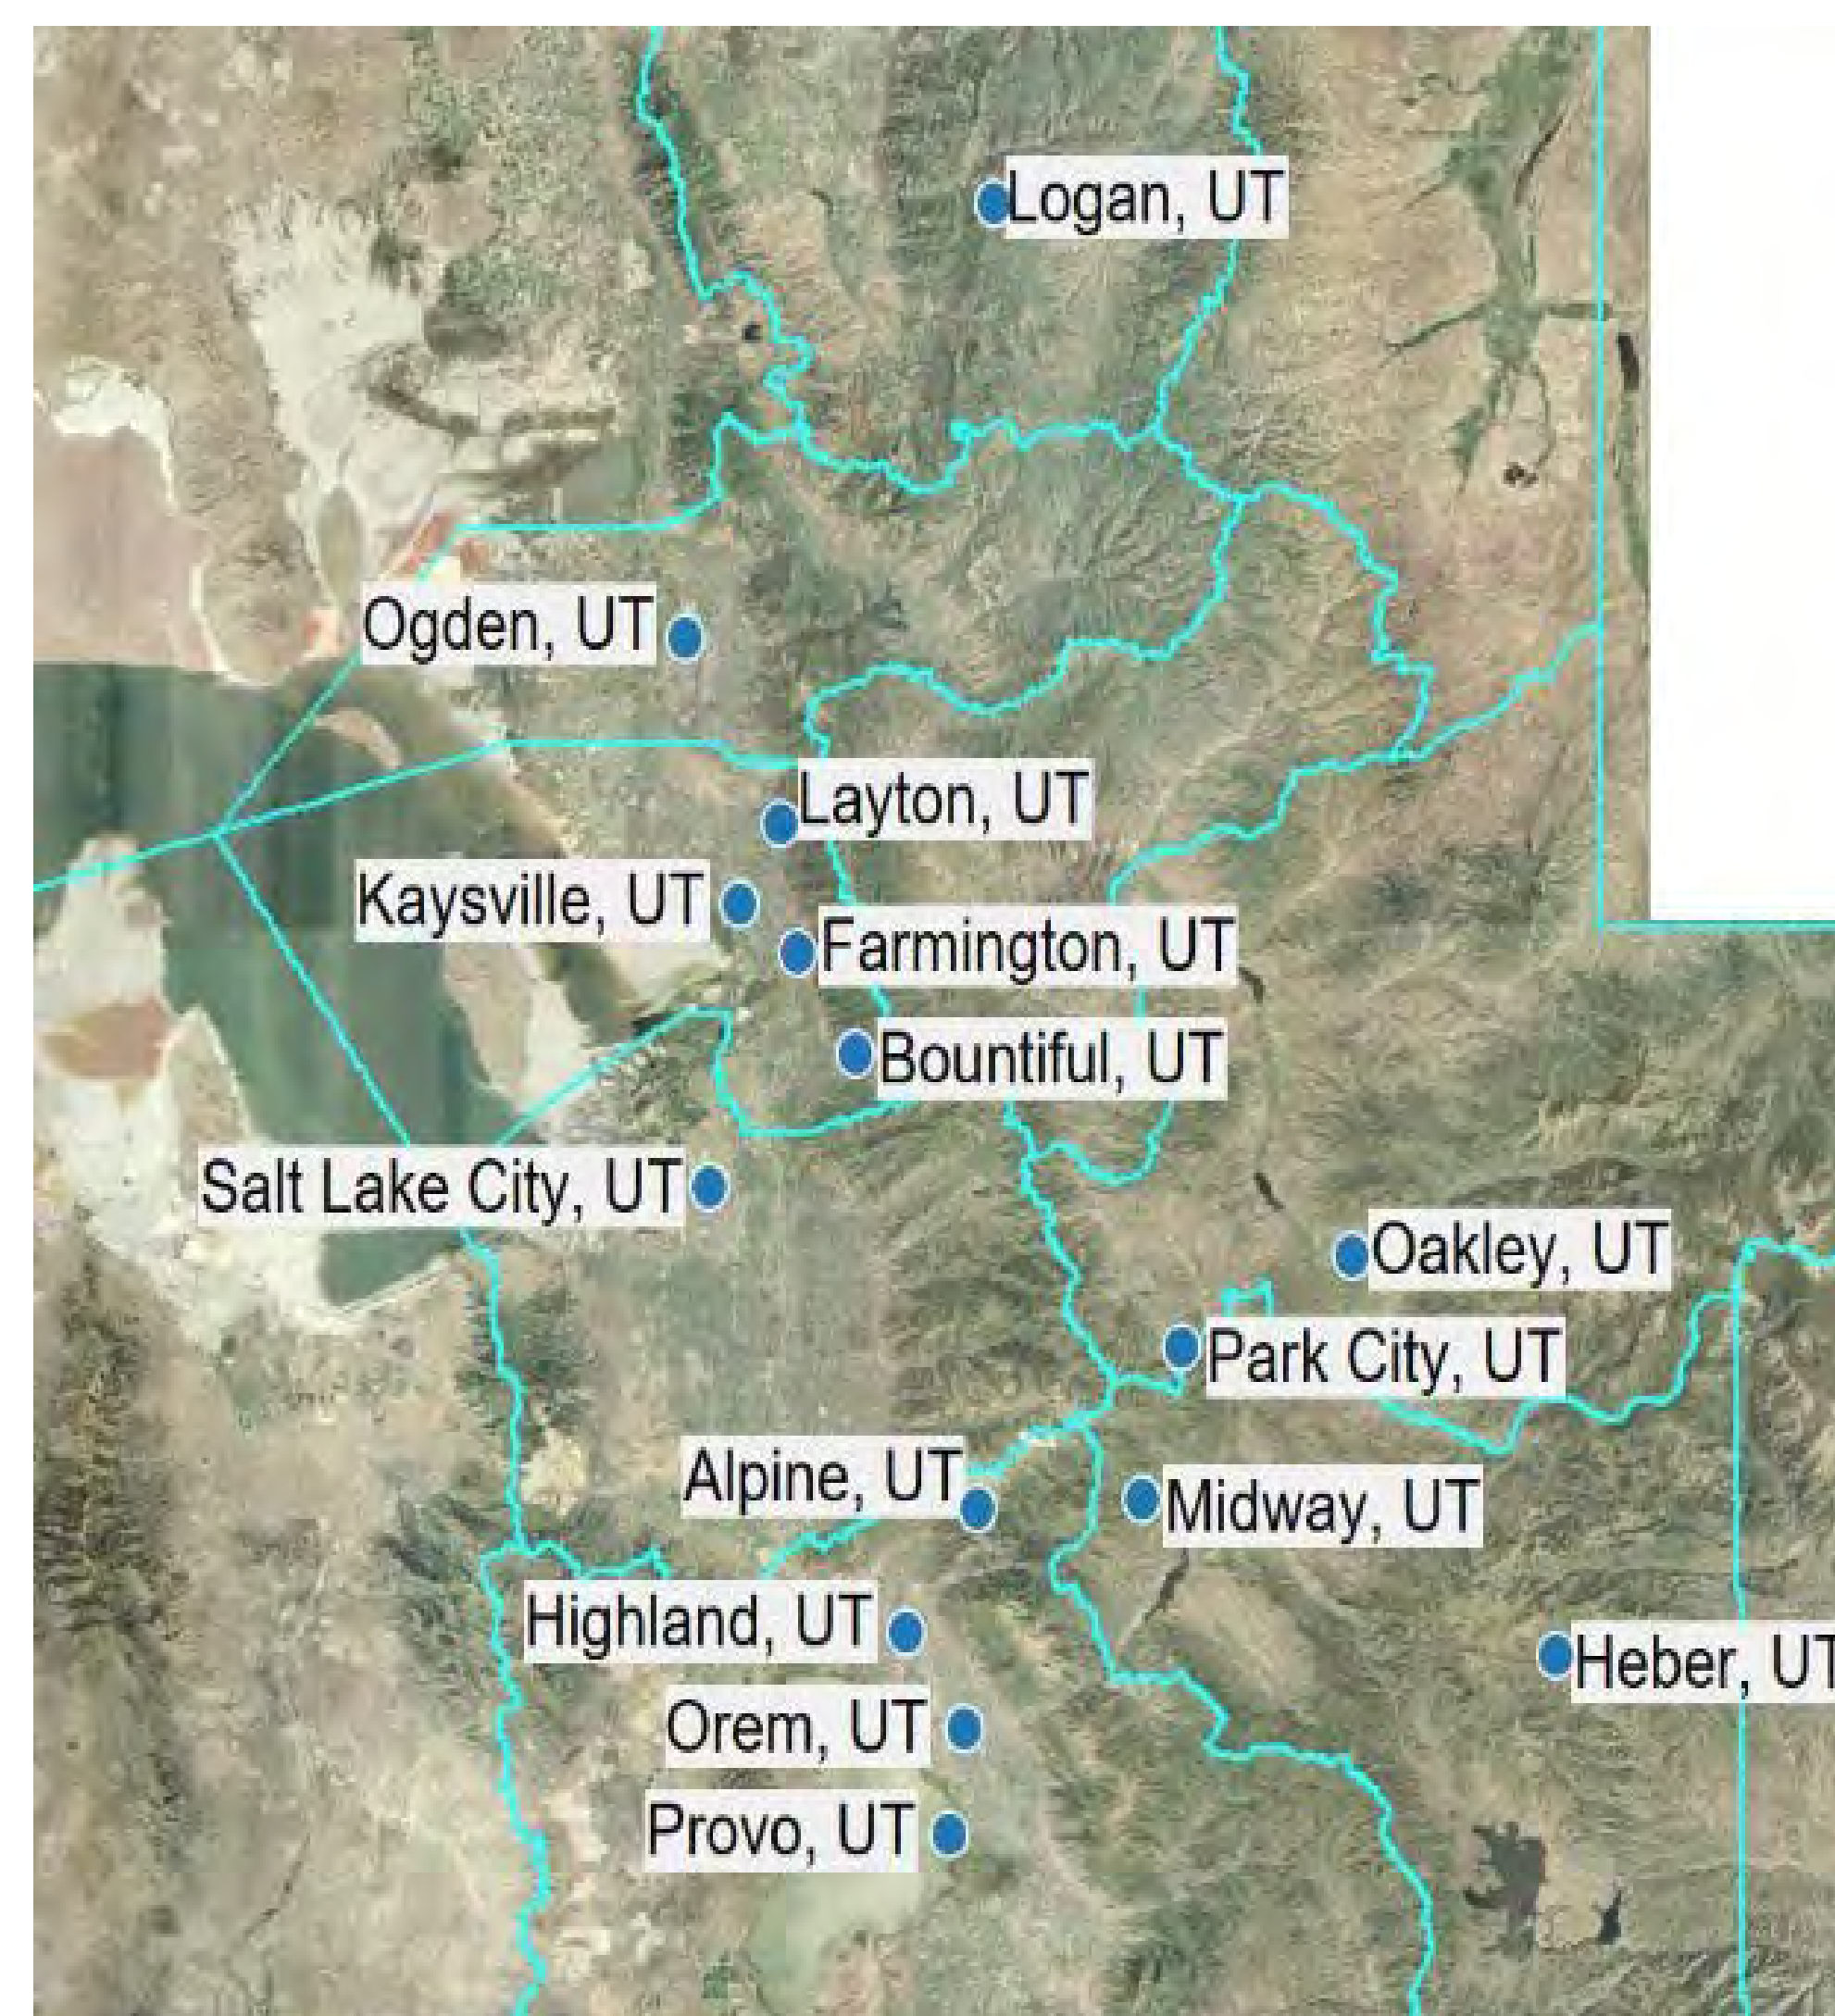 Logan, UT
Ogden, UT
Layton, UT
Kaysville, UT
Farmington, UT
Bountiful, UT
Salt Lake City, UT
Oakley, UT
Park City, UT
Alpine, UT
Midway, UT
Highland, UT
Heber, UT
Orem, UT
Provo, UT